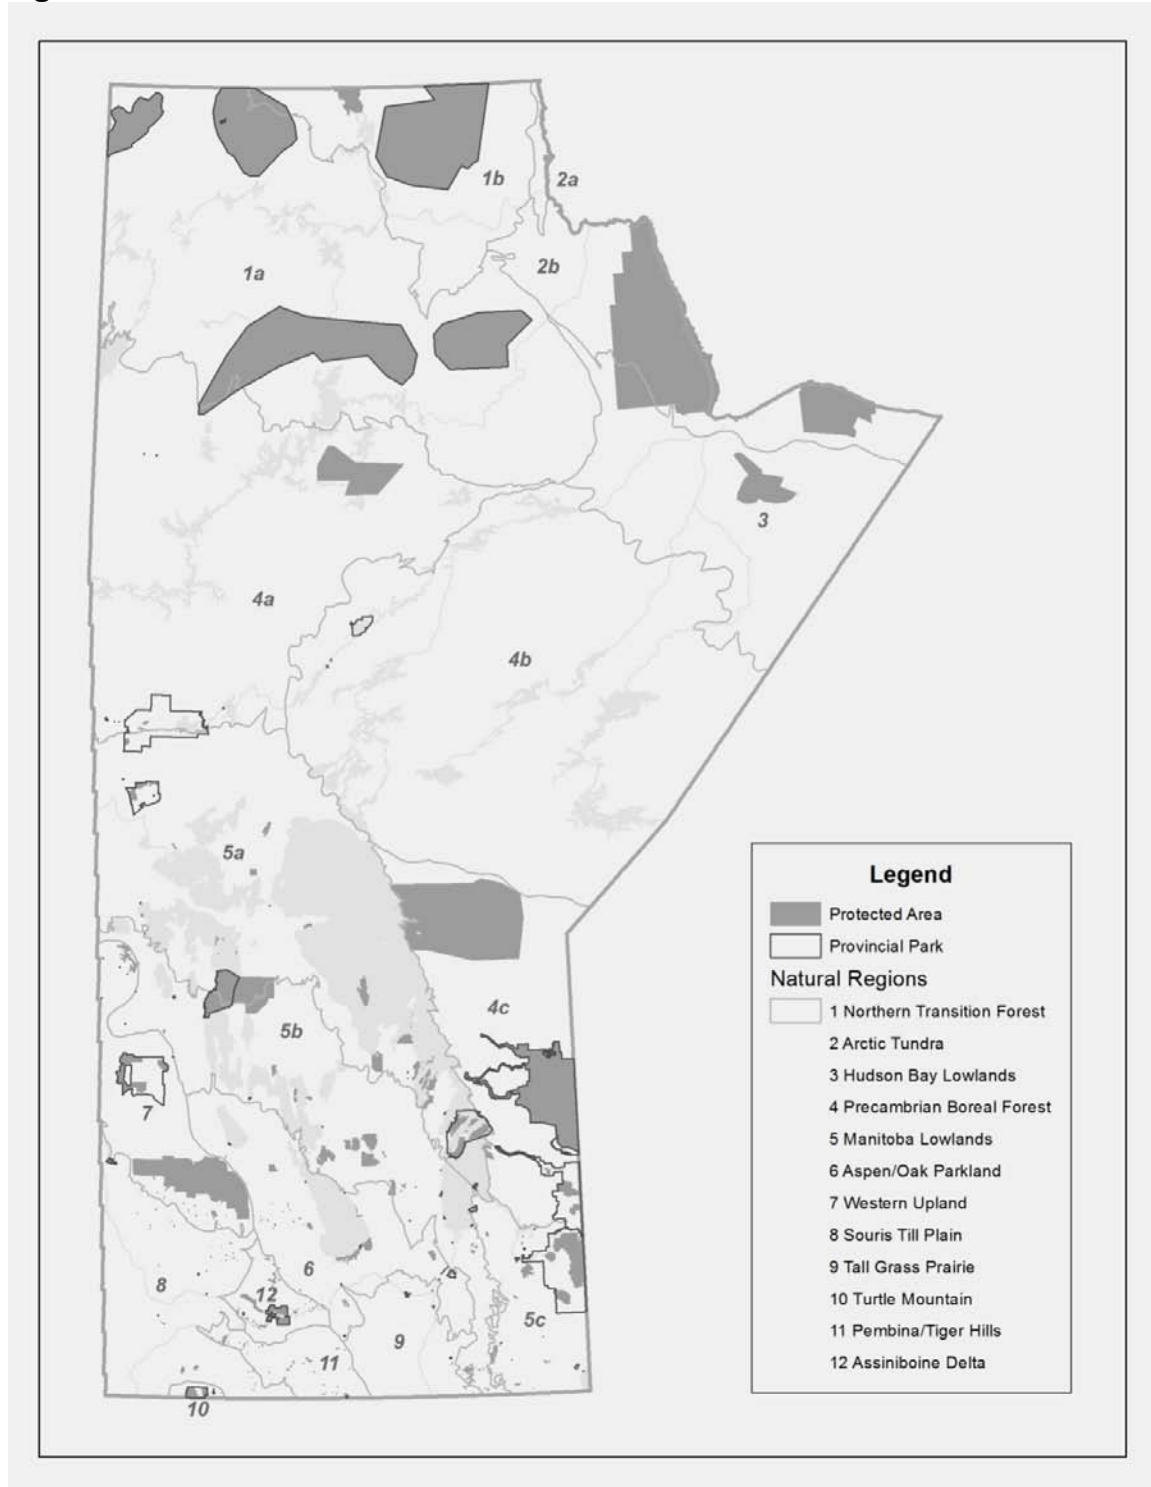 1b
2a
2b
1a
3
4a
4b
5a
4c
5b
7
6
8
12
5c
9
11
10
Legend
Protected Area
Provincial Park
Natural Regions
1 Northern Transition Forest
2 Arctic Tundra
3 Hudson Bay Lowlands
4 Precambrian Boreal Forest
5 Manitoba Lowlands
6 Aspen/Oak Parkland
7 Western Upland
8 Souris Till Plain
9 Tall Grass Prairie
10 Turtle Mountain
11 Pembina/Tiger Hills
12 Assiniboine Delta